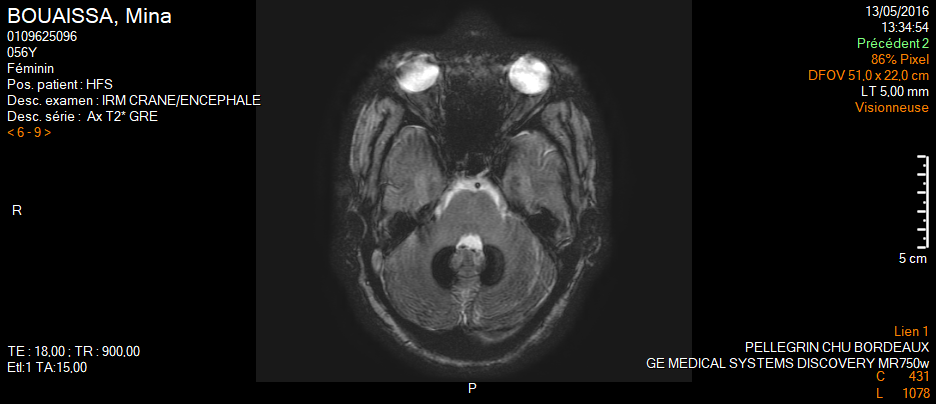 BOUAISSA, Mina
0109625096
056Y
Féminin
Pos. patient : HFS
Desc. examen : IRM CRANE/ENCEPHALE
Desc. série : Ax T2* GRE
< 6 - 9 >
13/05/2016
13:34:54
Précédent 2
86% Pixel
DFOV 51,0 x 22,0 cm
LT 5,00 mm
Visionneuse
R
5 cm
TE : 18,00 ; TR : 900,00
Etl:1 TA:15,00
P
Lien 1
PELLEGRIN CHU BORDEAUX
GE MEDICAL SYSTEMS DISCOVERY MR750w
C 431
L 1078